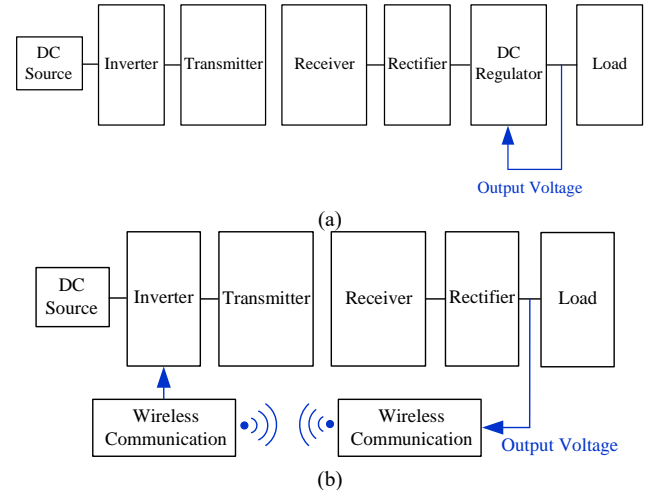 DC
Source
Inverter
Transmitter
Receiver
Rectifier
DC
Regulator
Load
Output Voltage
(a)
DC
Source
Inverter
Transmitter
Receiver
Rectifier
Load
Wireless
Communication
Wireless
Communication
Output Voltage
(b)